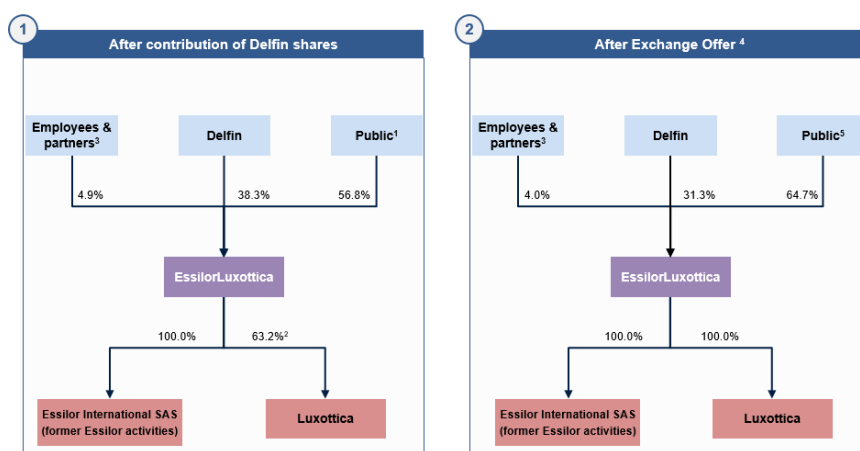 1
After contribution of Delfin shares
Employees &
partners³
Delfin
Public¹
4.9%
38.3%
56.8%
EssilorLuxottica
100.0%
63.2%²
Essilor International SAS
(former Essilor activities)
Luxottica
2
After Exchange Offer ⁴
Employees &
partners³
Delfin
Public⁵
4.0%
31.3%
64.7%
EssilorLuxottica
100.0%
100.0%
Essilor International SAS
(former Essilor activities)
Luxottica